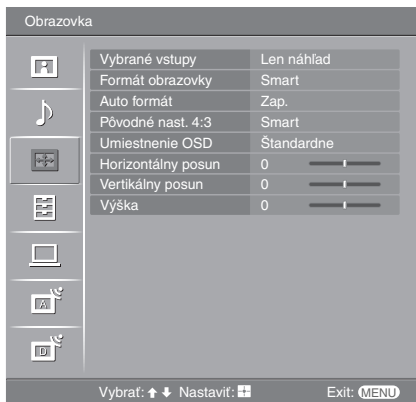 Obrazovka
Vybrané vstupy Len náhľad
Formát obrazovky Smart
Auto formát Zap.
Pôvodné nast. 4:3 Smart
Umiestnenie OSD Štandardne
Horizontálny posun 0
Vertikálny posun 0
Výška 0
A
D
Vybrať: Nastaviť: Exit: MENU